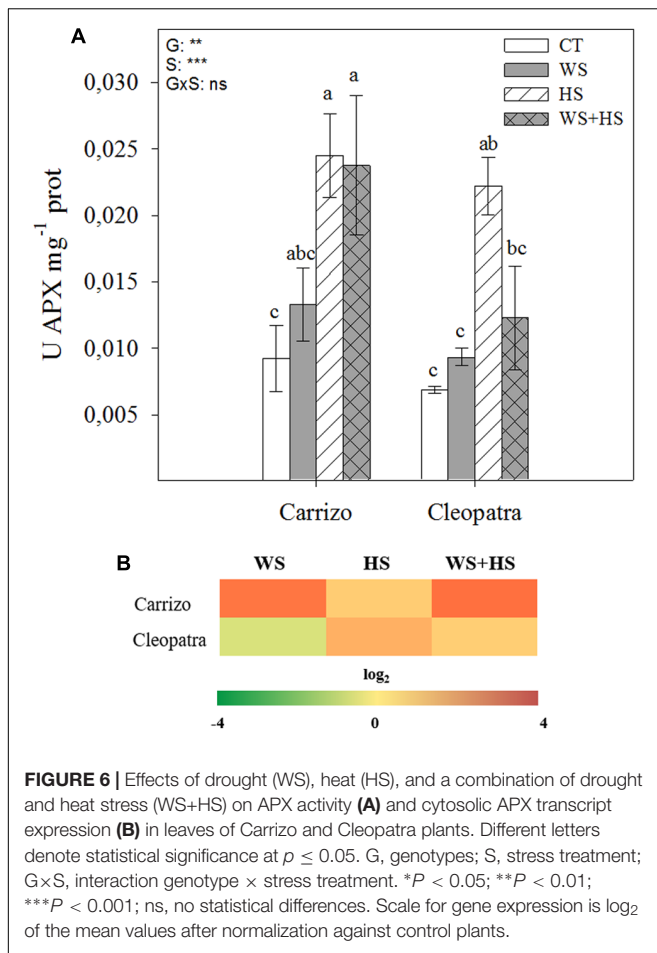 A
G: **
S: ***
GxS: ns
CT
WS
HS
WS+HS
U APX mg⁻¹ prot
0,030
0,025
0,020
0,015
0,010
0,005
c
abc
a
a
c
c
ab
bc
Carrizo
Cleopatra
B
WS
HS
WS+HS
Carrizo
Cleopatra
log₂
-4
0
4
FIGURE 6 | Effects of drought (WS), heat (HS), and a combination of drought
and heat stress (WS+HS) on APX activity (A) and cytosolic APX transcript
expression (B) in leaves of Carrizo and Cleopatra plants. Different letters
denote statistical significance at p ≤ 0.05. G, genotypes; S, stress treatment;
G×S, interaction genotype × stress treatment. *P < 0.05; **P < 0.01;
***P < 0.001; ns, no statistical differences. Scale for gene expression is log₂
of the mean values after normalization against control plants.